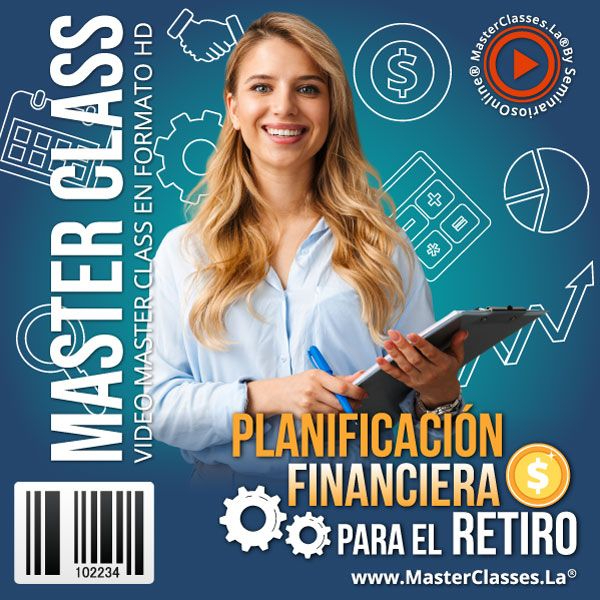 MASTER CLASS
VIDEO MASTER CLASS EN FORMATO HD
MasterClasses.La® By SeminariosOnline®
PLANIFICACIÓN
FINANCIERA
PARA EL RETIRO
102234
www.MasterClasses.La®